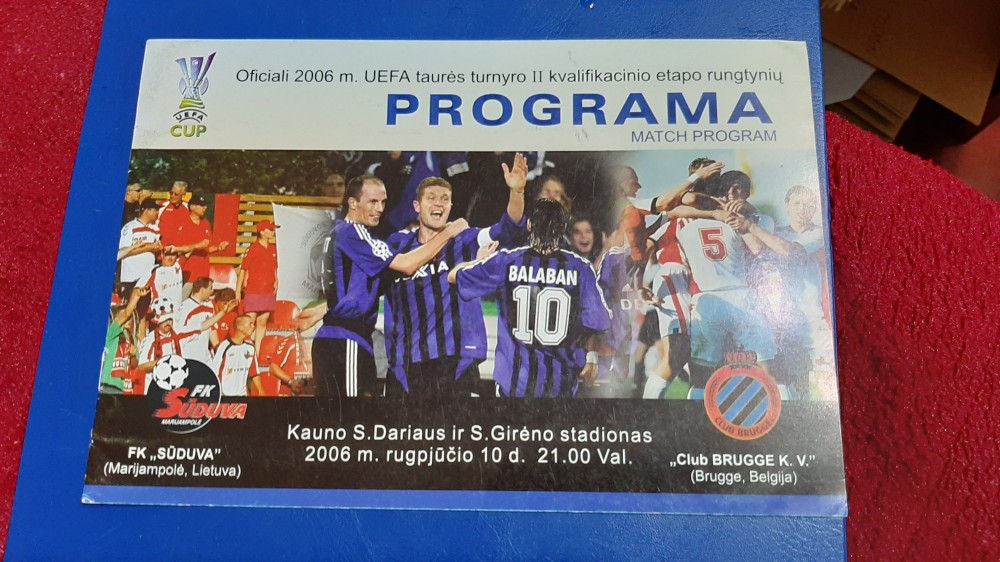 UEFA
CUP
Oficiali 2006 m. UEFA taurės turnyro II kvalifikacinio etapo rungtynių
PROGRAMA
MATCH PROGRAM
BALABAN
10
5
FK
SŪDUVA
MARIJAMPOLĖ
CLUB BRUGGE
Kauno S.Dariaus ir S.Girėno stadionas
2006 m. rugpjūčio 10 d. 21.00 Val.
FK „SŪDUVA”
(Marijampolė, Lietuva)
„Club BRUGGE K. V.”
(Brugge, Belgija)